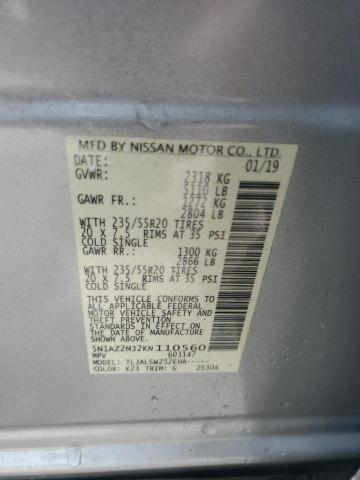 MFD BY NISSAN MOTOR CO., LTD.
DATE: 01/19
GVWR: 2318 KG
5110 LB
GAWR FR.: 1272 KG
2804 LB
WITH 235/55R20 TIRES
20 X 7.5 RIMS AT 35 PSI
COLD SINGLE
GAWR RR.: 1300 KG
2866 LB
WITH 235/55R20 TIRES
20 X 7.5 RIMS AT 35 PSI
COLD SINGLE
THIS VEHICLE CONFORMS TO
ALL APPLICABLE FEDERAL
MOTOR VEHICLE SAFETY
STANDARDS IN EFFECT ON
THE DATE OF MANUFACTURE
SHOWN ABOVE.
5N1AZ2MJ2KN110560
MPV 603147
MODEL:
COLOR: K23 TRIM: G 2530A